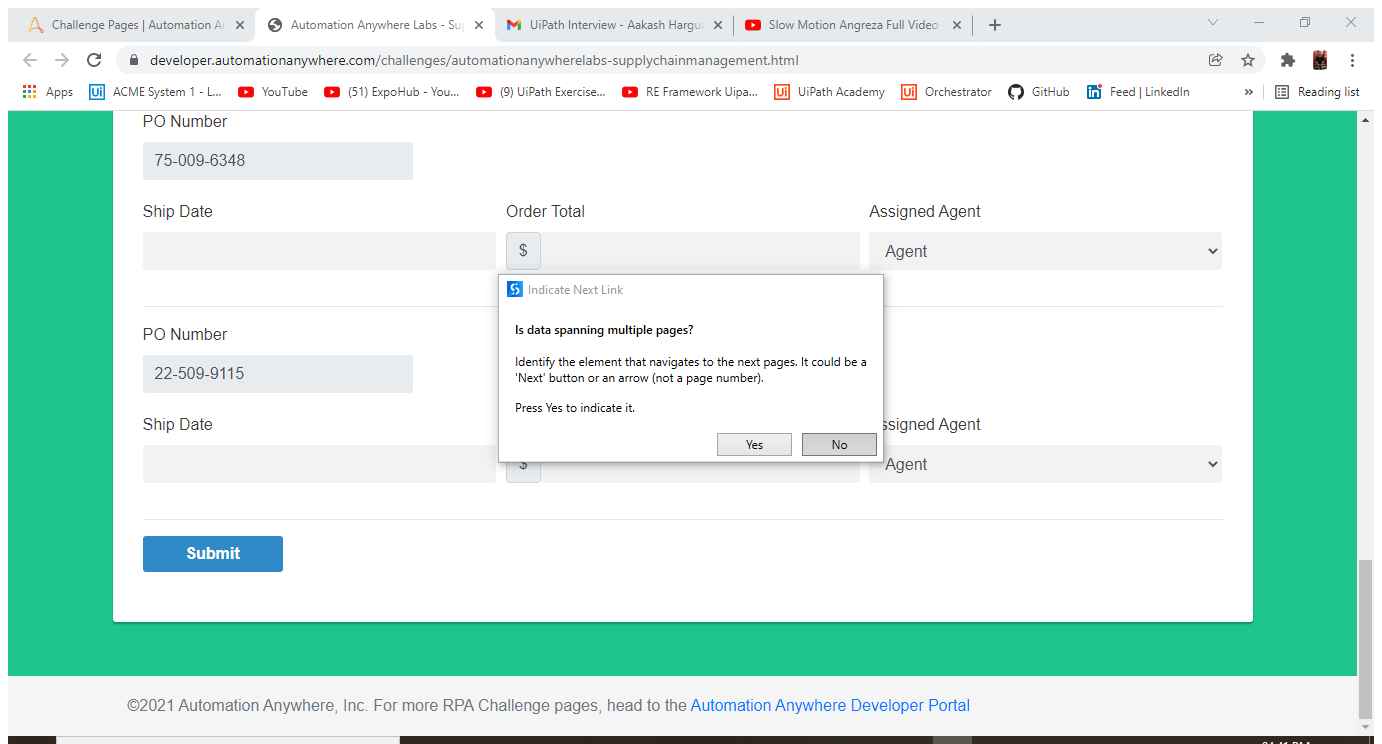 Challenge Pages | Automation An
Automation Anywhere Labs - Sup
UiPath Interview - Aakash Hargud
Slow Motion Angreza Full Video
developer.automationanywhere.com/challenges/automationanywherelabs-supplychainmanagement.html
Apps
ACME System 1 - L...
YouTube
(51) ExpoHub - You...
(9) UiPath Exercise...
RE Framework Uipa...
UiPath Academy
Orchestrator
GitHub
Feed | LinkedIn
»
Reading list
PO Number
75-009-6348
Ship Date
Order Total
Assigned Agent
$
Agent
Indicate Next Link
Is data spanning multiple pages?
Identify the element that navigates to the next pages. It could be a
'Next' button or an arrow (not a page number).
Press Yes to indicate it.
Yes
No
PO Number
22-509-9115
Ship Date
ssigned Agent
$
Agent
Submit
©2021 Automation Anywhere, Inc. For more RPA Challenge pages, head to the Automation Anywhere Developer Portal